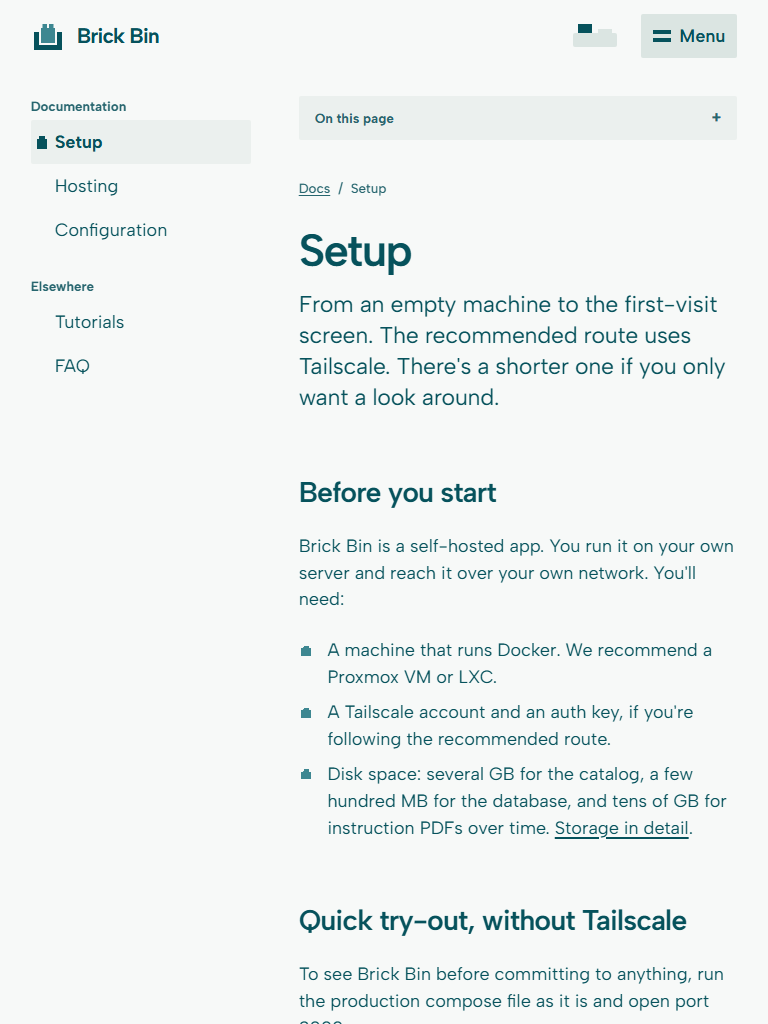 Brick Bin
Menu
Documentation
Setup
Hosting
Configuration
Elsewhere
Tutorials
FAQ
On this page +
Docs / Setup
Setup
From an empty machine to the first-visit
screen. The recommended route uses
Tailscale. There's a shorter one if you only
want a look around.
Before you start
Brick Bin is a self-hosted app. You run it on your own
server and reach it over your own network. You'll
need:
A machine that runs Docker. We recommend a
Proxmox VM or LXC.
A Tailscale account and an auth key, if you're
following the recommended route.
Disk space: several GB for the catalog, a few
hundred MB for the database, and tens of GB for
instruction PDFs over time. Storage in detail.
Quick try-out, without Tailscale
To see Brick Bin before committing to anything, run
the production compose file as it is and open port